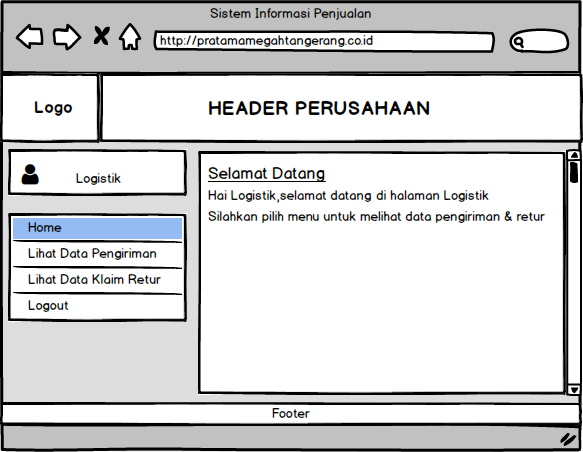 Sistem Informasi Penjualan
http://pratamamegahtangerang.co.id
Logo
HEADER PERUSAHAAN
Logistik
Home
Lihat Data Pengiriman
Lihat Data Klaim Retur
Logout
Selamat Datang
Hai Logistik,selamat datang di halaman Logistik
Silahkan pilih menu untuk melihat data pengiriman & retur
Footer